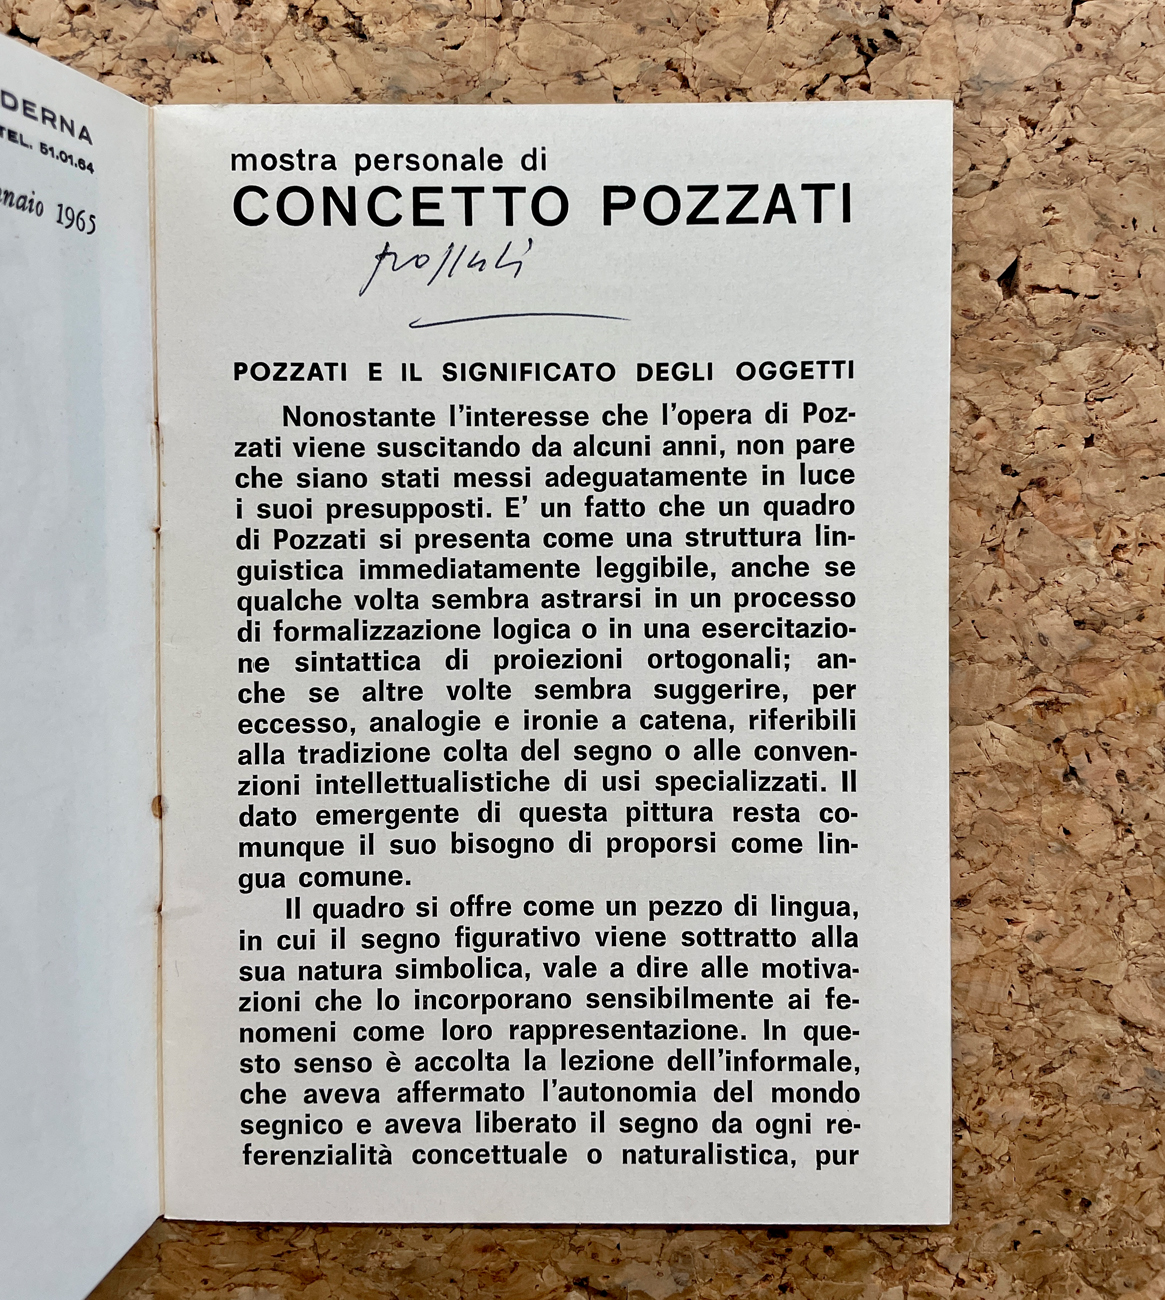 DERNA
TEL. 51.01.64
nnaio 1965
mostra personale di
CONCETTO POZZATI
pozzati
POZZATI E IL SIGNIFICATO DEGLI OGGETTI
Nonostante l'interesse che l'opera di Poz-
zati viene suscitando da alcuni anni, non pare
che siano stati messi adeguatamente in luce
i suoi presupposti. E' un fatto che un quadro
di Pozzati si presenta come una struttura lin-
guistica immediatamente leggibile, anche se
qualche volta sembra astrarsi in un processo
di formalizzazione logica o in una esercitazio-
ne sintattica di proiezioni ortogonali; an-
che se altre volte sembra suggerire, per
eccesso, analogie e ironie a catena, riferibili
alla tradizione colta del segno o alle conven-
zioni intellettualistiche di usi specializzati. Il
dato emergente di questa pittura resta co-
munque il suo bisogno di proporsi come lin-
gua comune.
Il quadro si offre come un pezzo di lingua,
in cui il segno figurativo viene sottratto alla
sua natura simbolica, vale a dire alle motiva-
zioni che lo incorporano sensibilmente ai fe-
nomeni come loro rappresentazione. In que-
sto senso è accolta la lezione dell'informale,
che aveva affermato l'autonomia del mondo
segnico e aveva liberato il segno da ogni re-
ferenzialità concettuale o naturalistica, pur